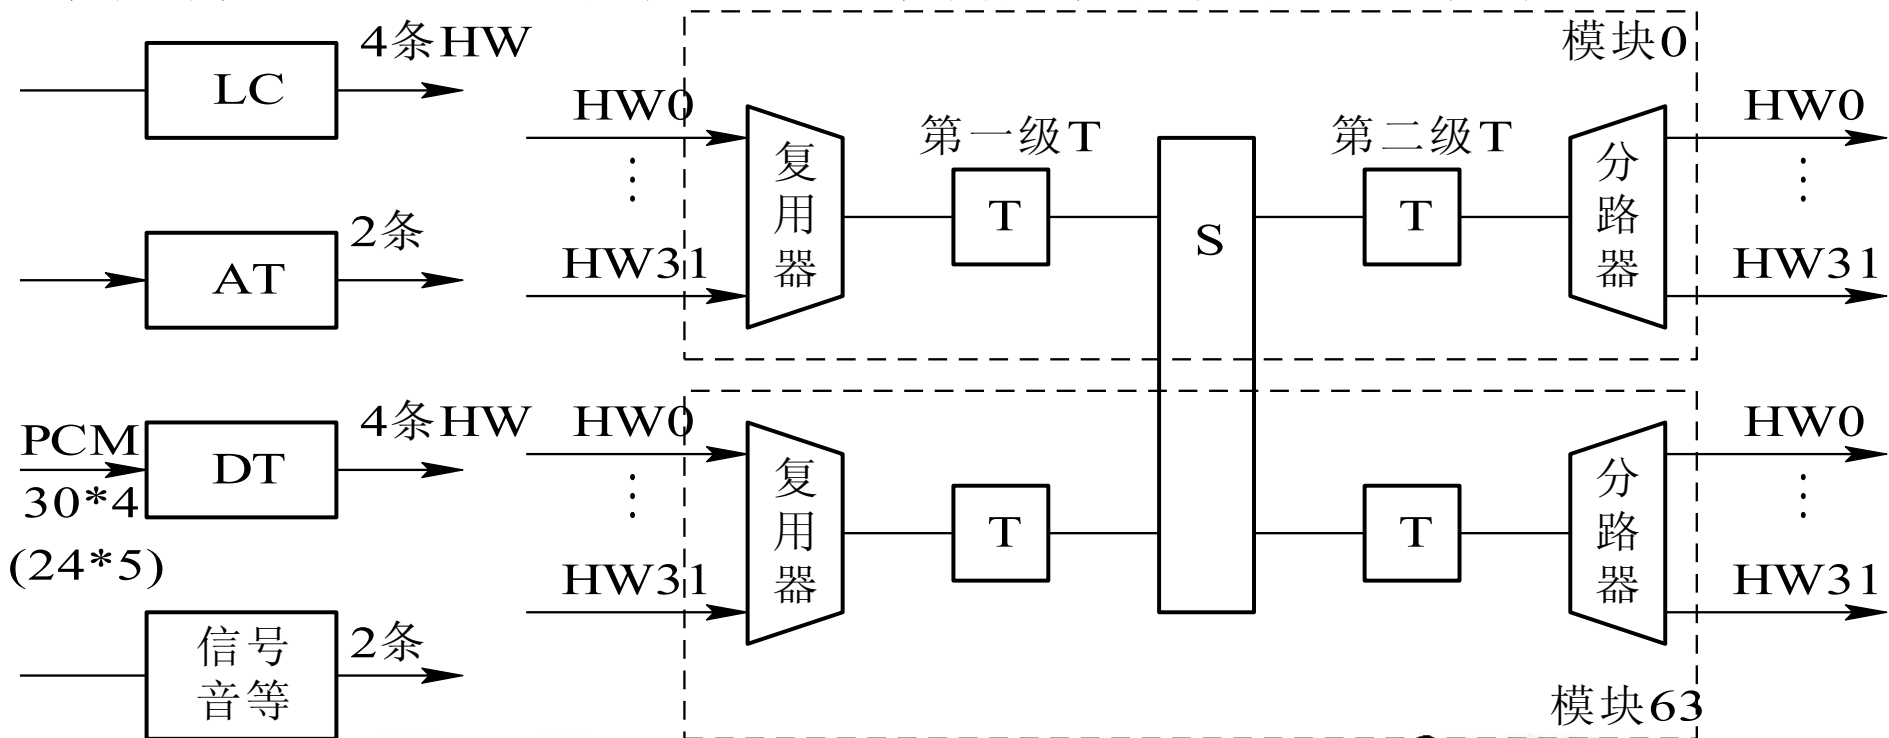 4条HW
LC
2条
AT
PCM
30*4
(24*5)
4条HW
DT
2条
信号
音等
模块0
HW0
HW31
复用器
第一级T
T
S
第二级T
T
分路器
HW0
HW31
HW0
HW31
复用器
T
T
分路器
HW0
HW31
模块63